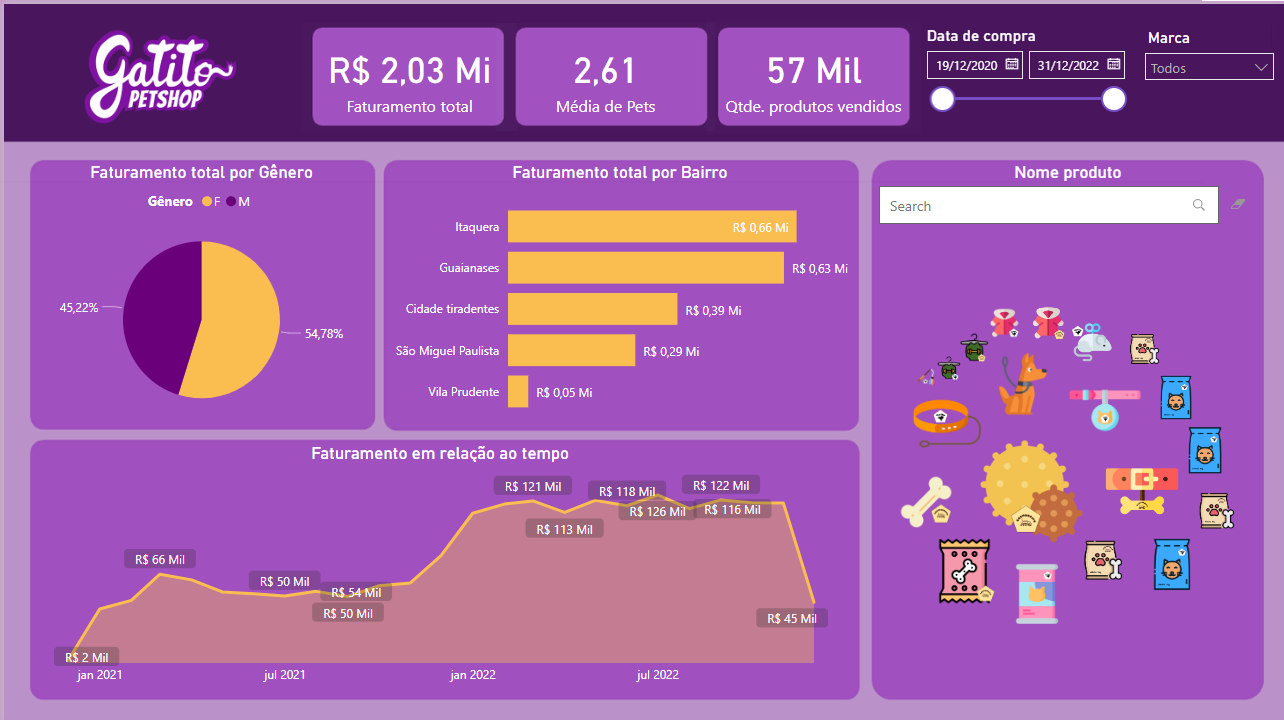 Gatito
PETSHOP
R$ 2,03 Mi
Faturamento total
2,61
Média de Pets
57 Mil
Qtde. produtos vendidos
Data de compra
19/12/2020
31/12/2022
Marca
Todos
Faturamento total por Gênero
Gênero F M
45,22%
54,78%
Faturamento total por Bairro
Itaquera R$ 0,66 Mi
Guaianases R$ 0,63 Mi
Cidade tiradentes R$ 0,39 Mi
São Miguel Paulista R$ 0,29 Mi
Vila Prudente R$ 0,05 Mi
Nome produto
Search
Faturamento em relação ao tempo
R$ 2 Mil
R$ 66 Mil
R$ 50 Mil
R$ 54 Mil
R$ 50 Mil
R$ 121 Mil
R$ 113 Mil
R$ 118 Mil
R$ 126 Mil
R$ 122 Mil
R$ 116 Mil
R$ 45 Mil
jan 2021
jul 2021
jan 2022
jul 2022